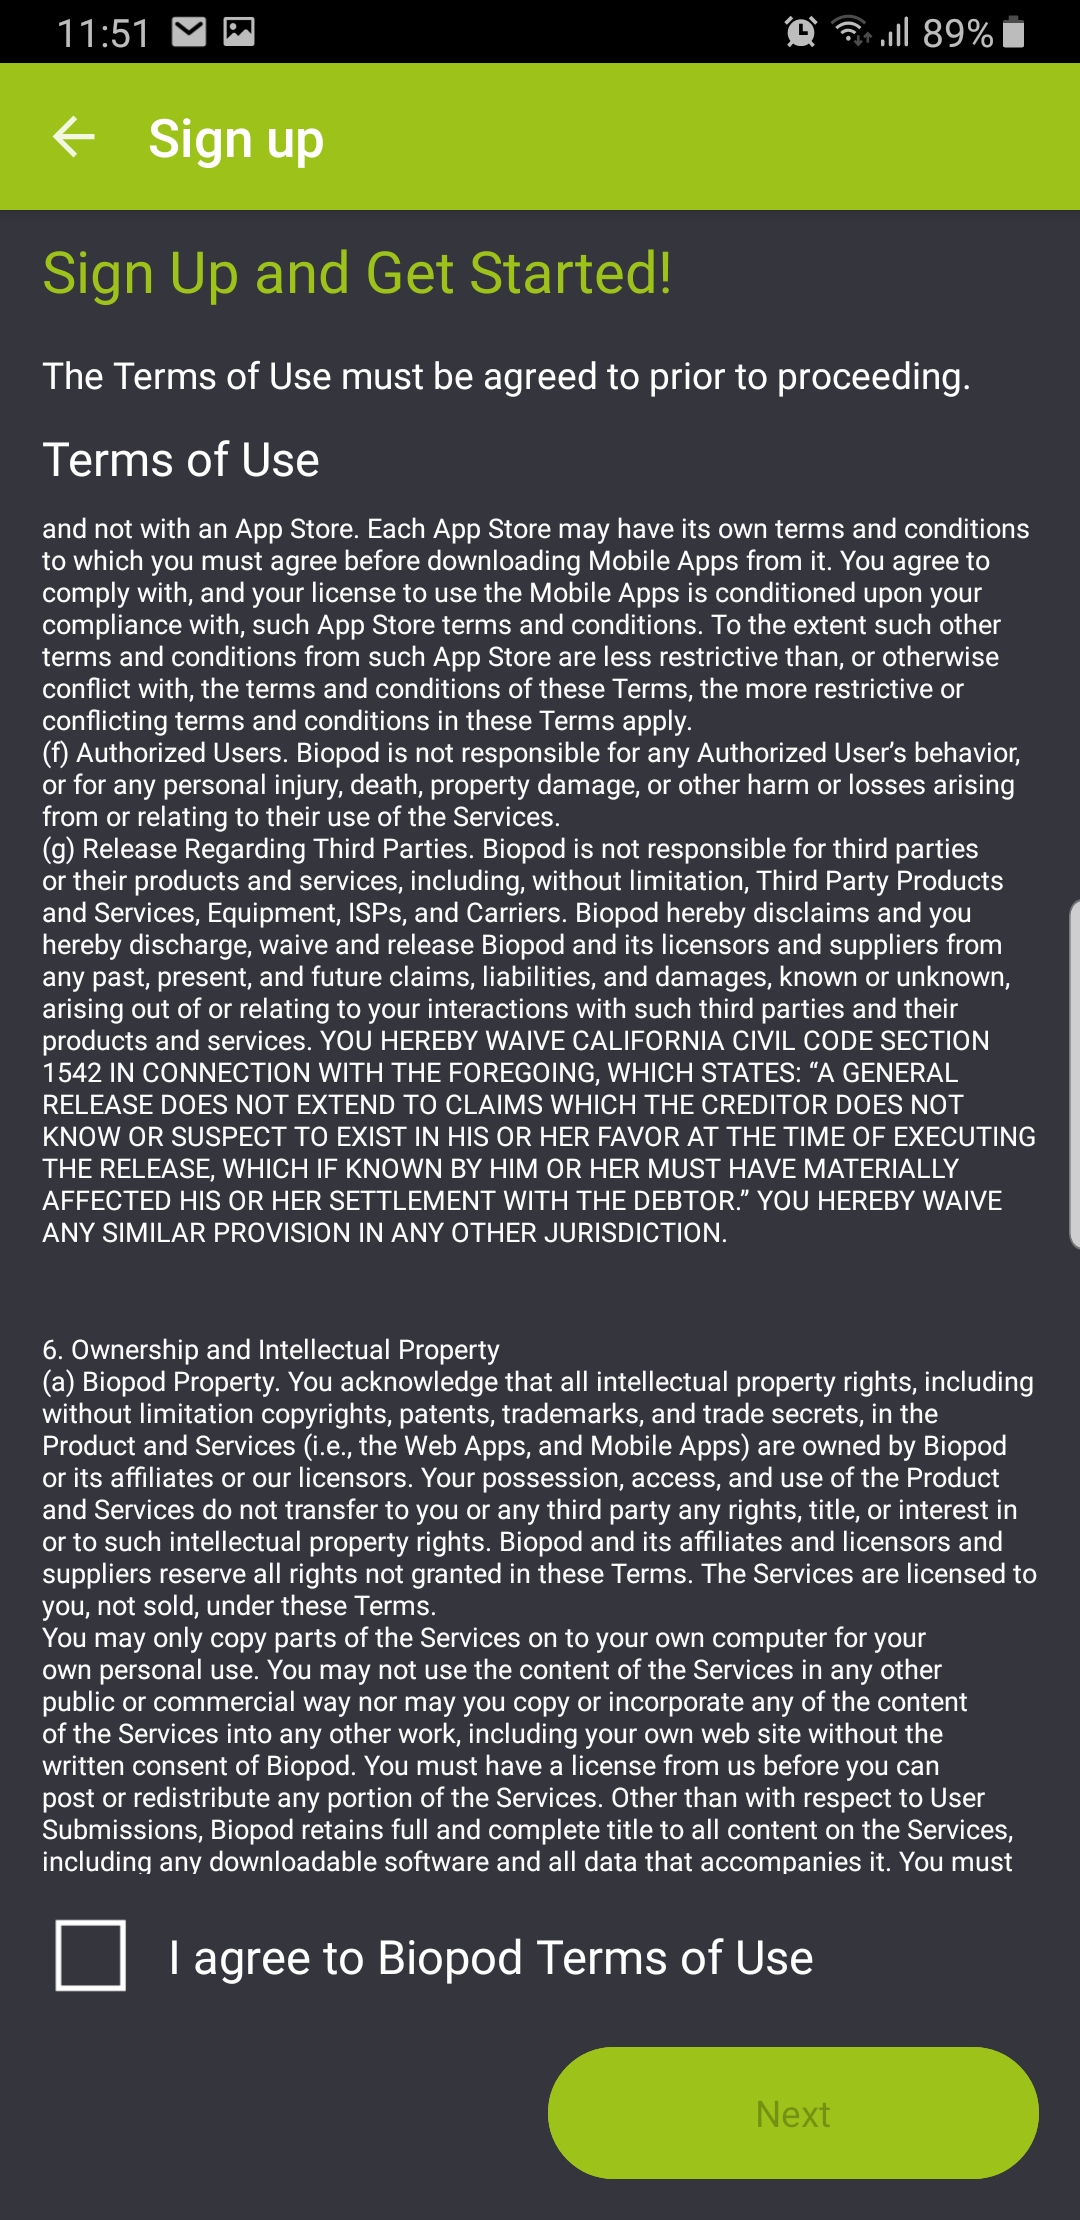 11:51
89%
Sign up
Sign Up and Get Started!
The Terms of Use must be agreed to prior to proceeding.
Terms of Use
and not with an App Store. Each App Store may have its own terms and conditions
to which you must agree before downloading Mobile Apps from it. You agree to
comply with, and your license to use the Mobile Apps is conditioned upon your
compliance with, such App Store terms and conditions. To the extent such other
terms and conditions from such App Store are less restrictive than, or otherwise
conflict with, the terms and conditions of these Terms, the more restrictive or
conflicting terms and conditions in these Terms apply.
(f) Authorized Users. Biopod is not responsible for any Authorized User’s behavior,
or for any personal injury, death, property damage, or other harm or losses arising
from or relating to their use of the Services.
(g) Release Regarding Third Parties. Biopod is not responsible for third parties
or their products and services, including, without limitation, Third Party Products
and Services, Equipment, ISPs, and Carriers. Biopod hereby disclaims and you
hereby discharge, waive and release Biopod and its licensors and suppliers from
any past, present, and future claims, liabilities, and damages, known or unknown,
arising out of or relating to your interactions with such third parties and their
products and services. YOU HEREBY WAIVE CALIFORNIA CIVIL CODE SECTION
1542 IN CONNECTION WITH THE FOREGOING, WHICH STATES: “A GENERAL
RELEASE DOES NOT EXTEND TO CLAIMS WHICH THE CREDITOR DOES NOT
KNOW OR SUSPECT TO EXIST IN HIS OR HER FAVOR AT THE TIME OF EXECUTING
THE RELEASE, WHICH IF KNOWN BY HIM OR HER MUST HAVE MATERIALLY
AFFECTED HIS OR HER SETTLEMENT WITH THE DEBTOR.” YOU HEREBY WAIVE
ANY SIMILAR PROVISION IN ANY OTHER JURISDICTION.
6. Ownership and Intellectual Property
(a) Biopod Property. You acknowledge that all intellectual property rights, including
without limitation copyrights, patents, trademarks, and trade secrets, in the
Product and Services (i.e., the Web Apps, and Mobile Apps) are owned by Biopod
or its affiliates or our licensors. Your possession, access, and use of the Product
and Services do not transfer to you or any third party any rights, title, or interest in
or to such intellectual property rights. Biopod and its affiliates and licensors and
suppliers reserve all rights not granted in these Terms. The Services are licensed to
you, not sold, under these Terms.
You may only copy parts of the Services on to your own computer for your
own personal use. You may not use the content of the Services in any other
public or commercial way nor may you copy or incorporate any of the content
of the Services into any other work, including your own web site without the
written consent of Biopod. You must have a license from us before you can
post or redistribute any portion of the Services. Other than with respect to User
Submissions, Biopod retains full and complete title to all content on the Services,
including any downloadable software and all data that accompanies it. You must
I agree to Biopod Terms of Use
Next